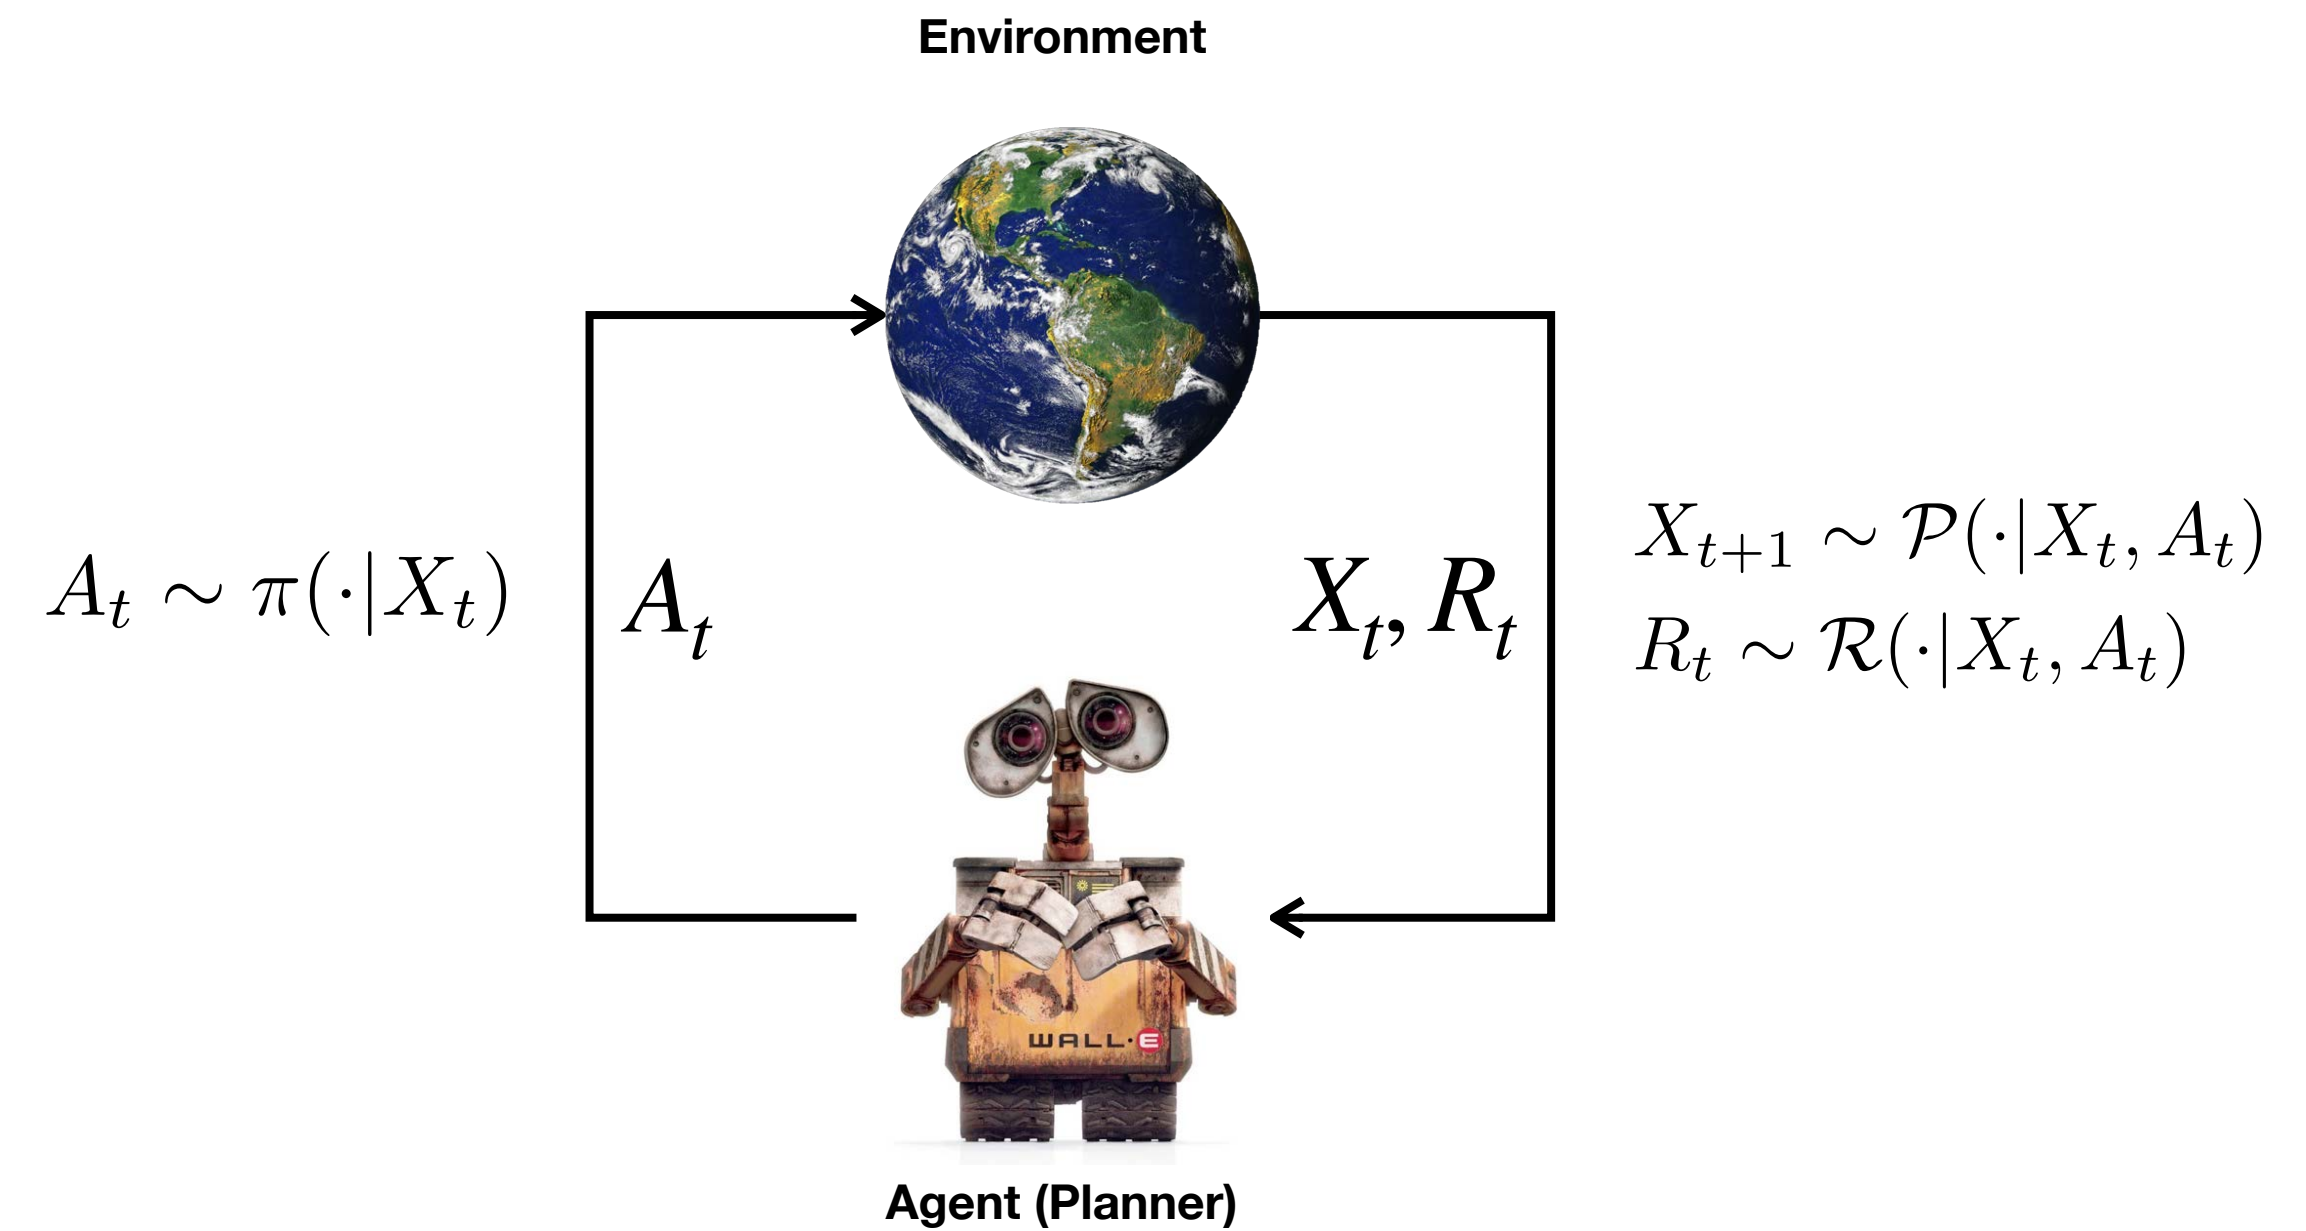 Environment
A_t ∼ π(·|X_t)
A_t
X_t, R_t
X_{t+1} ∼ 𝒫(·|X_t, A_t)
R_t ∼ ℛ(·|X_t, A_t)
WALL·E
Agent (Planner)